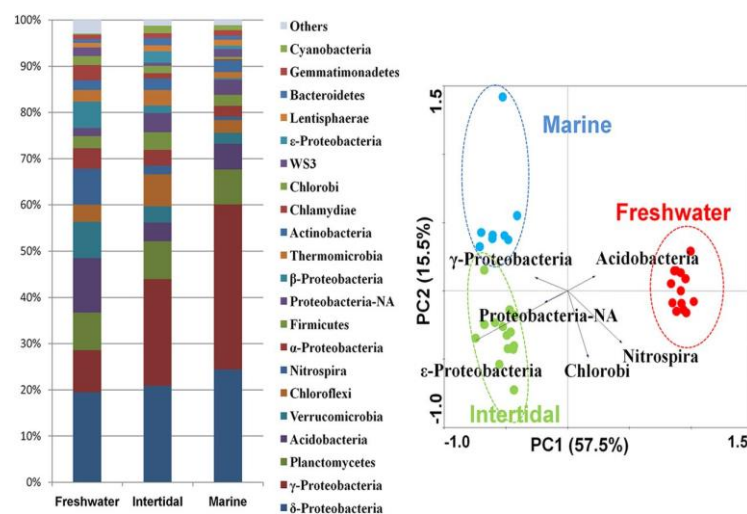 100%
90%
80%
70%
60%
50%
40%
30%
20%
10%
0%
Freshwater Intertidal Marine
Others
Cyanobacteria
Gemmatimonadetes
Bacteroidetes
Lentisphaerae
ε-Proteobacteria
WS3
Chlorobi
Chlamydiae
Actinobacteria
Thermomicrobia
β-Proteobacteria
Proteobacteria-NA
Firmicutes
α-Proteobacteria
Nitrospira
Chloroflexi
Verrucomicrobia
Acidobacteria
Planctomycetes
γ-Proteobacteria
δ-Proteobacteria
1.5
PC2 (15.5%)
-1.0
Marine
Freshwater
γ-Proteobacteria
Acidobacteria
Proteobacteria-NA
Nitrospira
ε-Proteobacteria
Chlorobi
Intertidal
-1.0
PC1 (57.5%)
1.5